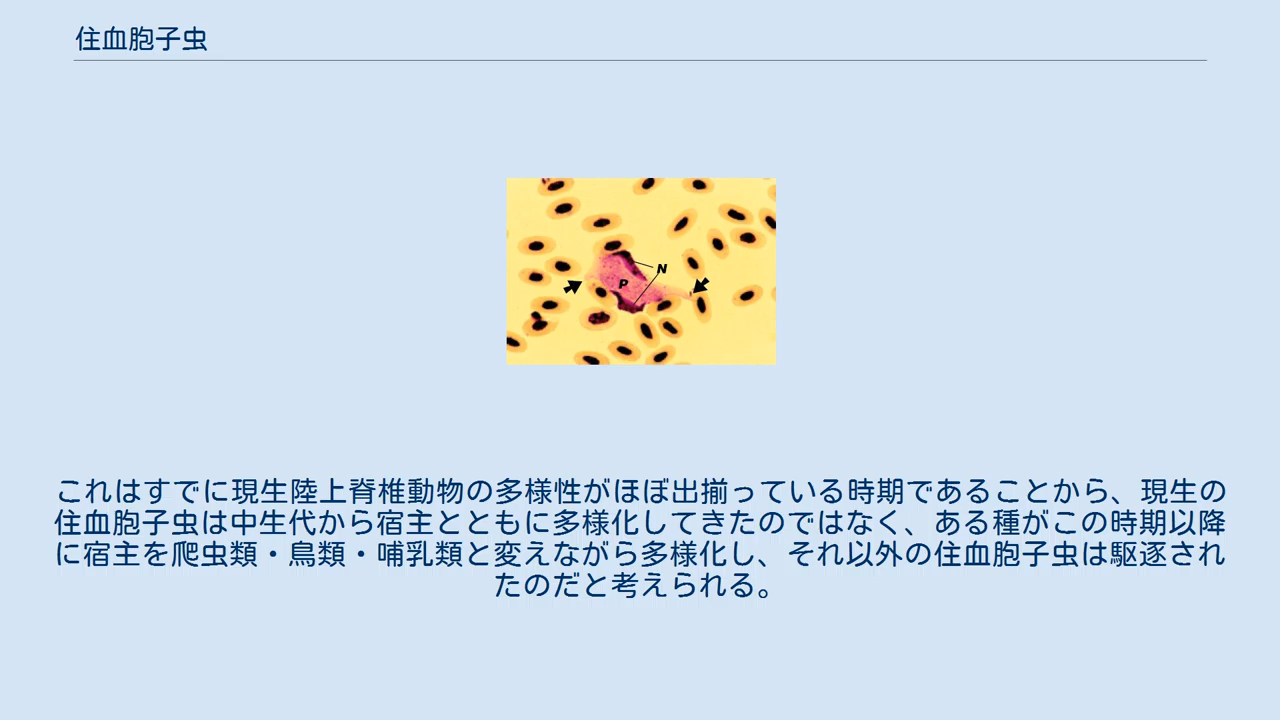 住血胞子虫
N
P
これはすでに現生陸上脊椎動物の多様性がほぼ出揃っている時期であることから、現生の
住血胞子虫は中生代から宿主とともに多様化してきたのではなく、ある種がこの時期以降
に宿主を爬虫類・鳥類・哺乳類と変えながら多様化し、それ以外の住血胞子虫は駆逐され
たのだと考えられる。